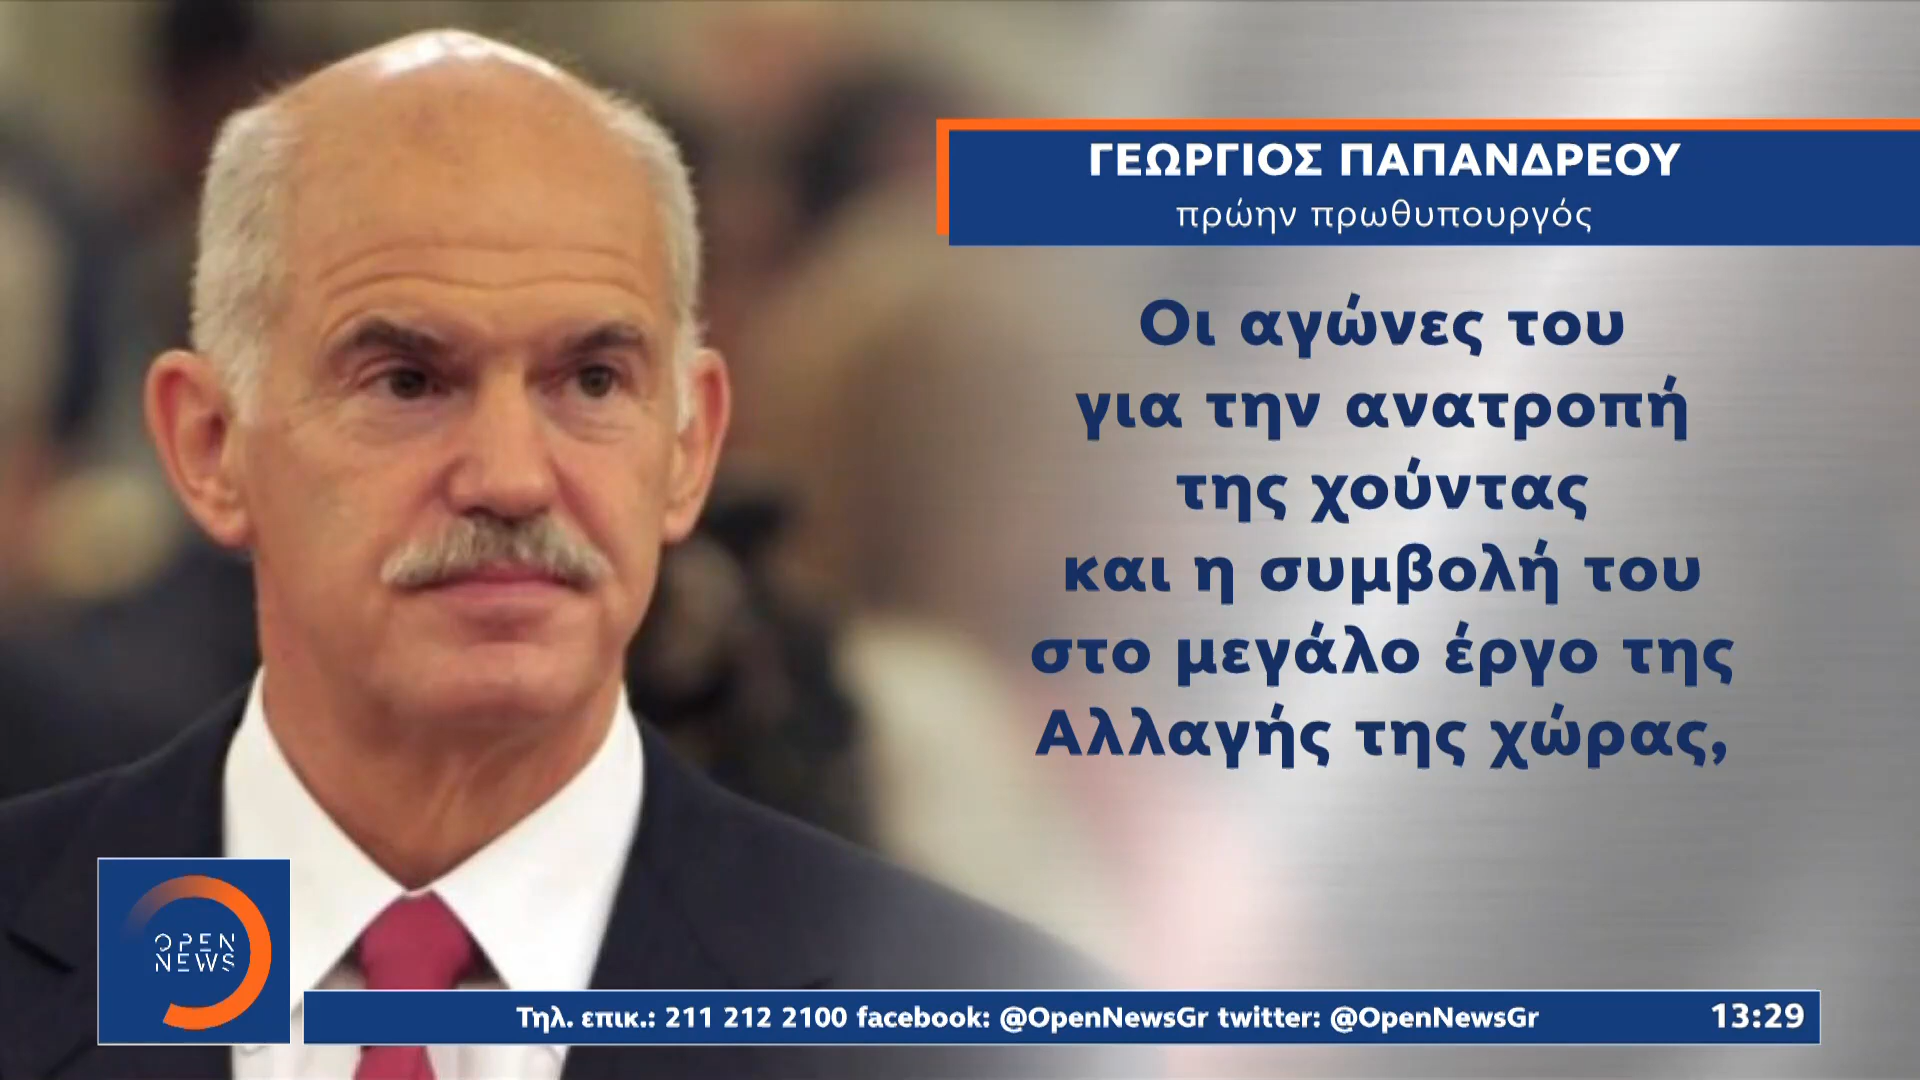 ΓΕΩΡΓΙΟΣ ΠΑΠΑΝΔΡΕΟΥ
πρώην πρωθυπουργός
Οι αγώνες του
για την ανατροπή
της χούντας
και η συμβολή του
στο μεγάλο έργο της
Αλλαγής της χώρας,
OPEN
NEWS
Τηλ. επικ.: 211 212 2100 facebook: @OpenNewsGr twitter: @OpenNewsGr 13:29